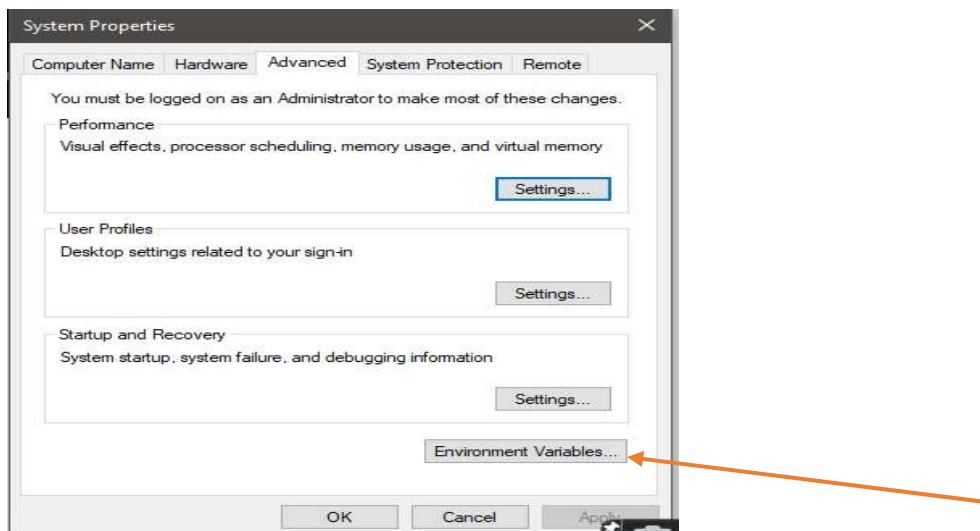 System Properties
Computer Name Hardware Advanced System Protection Remote
You must be logged on as an Administrator to make most of these changes.
Performance
Visual effects, processor scheduling, memory usage, and virtual memory
Settings...
User Profiles
Desktop settings related to your sign-in
Settings...
Startup and Recovery
System startup, system failure, and debugging information
Settings...
Environment Variables...
OK Cancel Apply